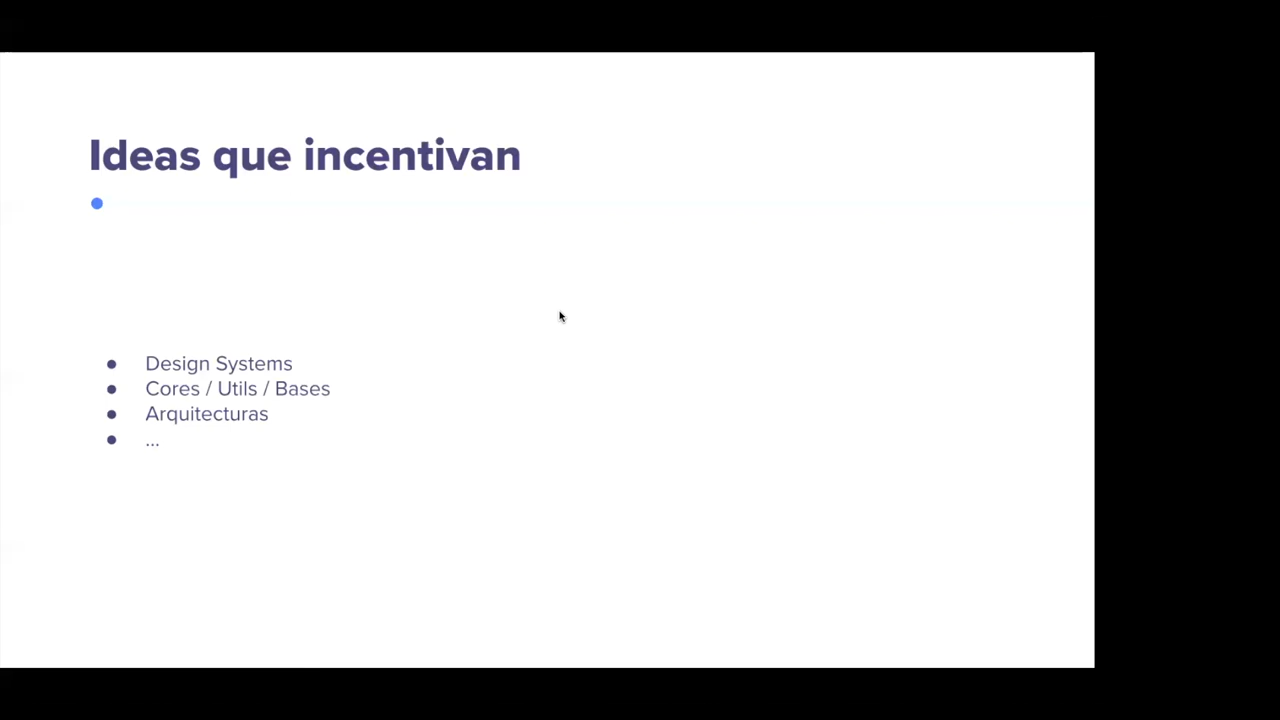 Ideas que incentivan
● Design Systems
● Cores / Utils / Bases
● Arquitecturas
● ...